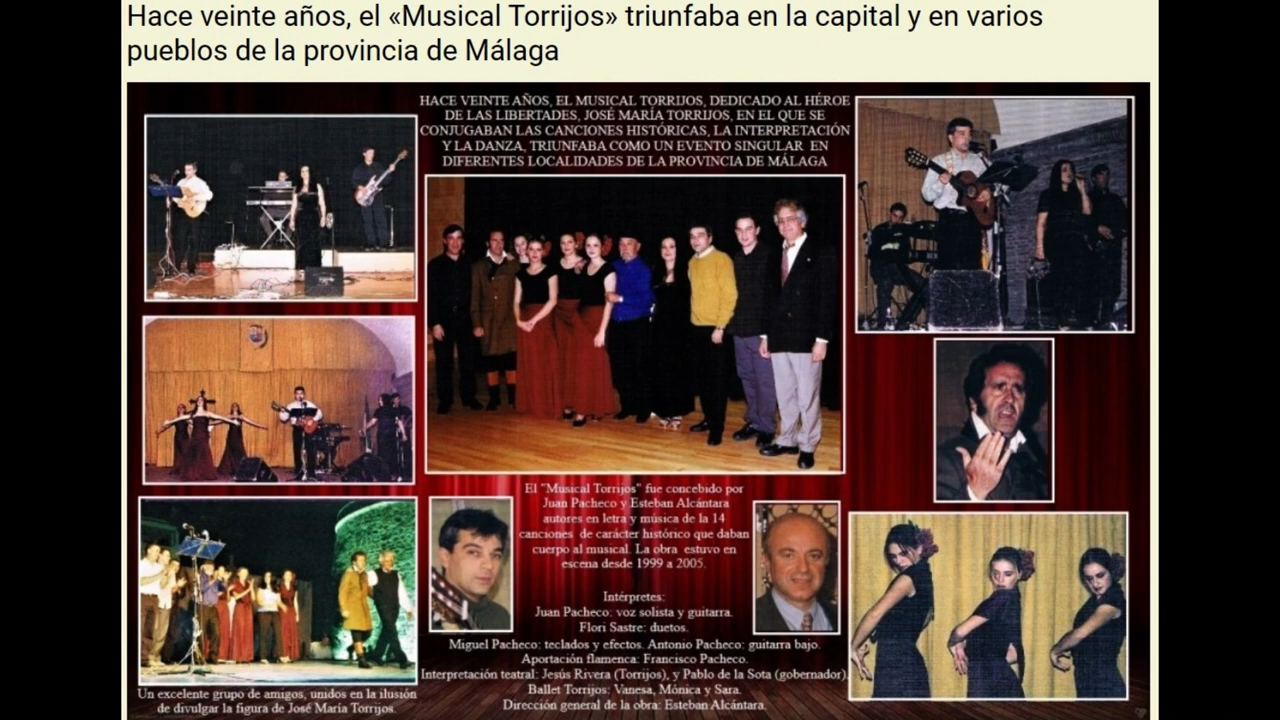 Hace veinte años, el «Musical Torrijos» triunfaba en la capital y en varios
pueblos de la provincia de Málaga
HACE VEINTE AÑOS, EL MUSICAL TORRIJOS, DEDICADO AL HÉROE
DE LAS LIBERTADES, JOSÉ MARÍA TORRIJOS, EN EL QUE SE
CONJUGABAN LAS CANCIONES HISTÓRICAS, LA INTERPRETACIÓN
Y LA DANZA, TRIUNFABA COMO UN EVENTO SINGULAR EN
DIFERENTES LOCALIDADES DE LA PROVINCIA DE MÁLAGA
El "Musical Torrijos" fue concebido por
Juan Pacheco y Esteban Alcántara
autores en letra y música de la 14
canciones de carácter histórico que daban
cuerpo al musical. La obra estuvo en
escena desde 1999 a 2005.
Intérpretes:
Juan Pacheco: voz solista y guitarra.
Flori Sastre: duetos.
Miguel Pacheco: teclados y efectos. Antonio Pacheco: guitarra bajo.
Aportación flamenca: Francisco Pacheco.
Interpretación teatral: Jesús Rivera (Torrijos), y Pablo de la Sota (gobernador).
Ballet Torrijos: Vanesa, Mónica y Sara.
Dirección general de la obra: Esteban Alcántara.
Un excelente grupo de amigos, unidos en la ilusión
de divulgar la figura de José María Torrijos.